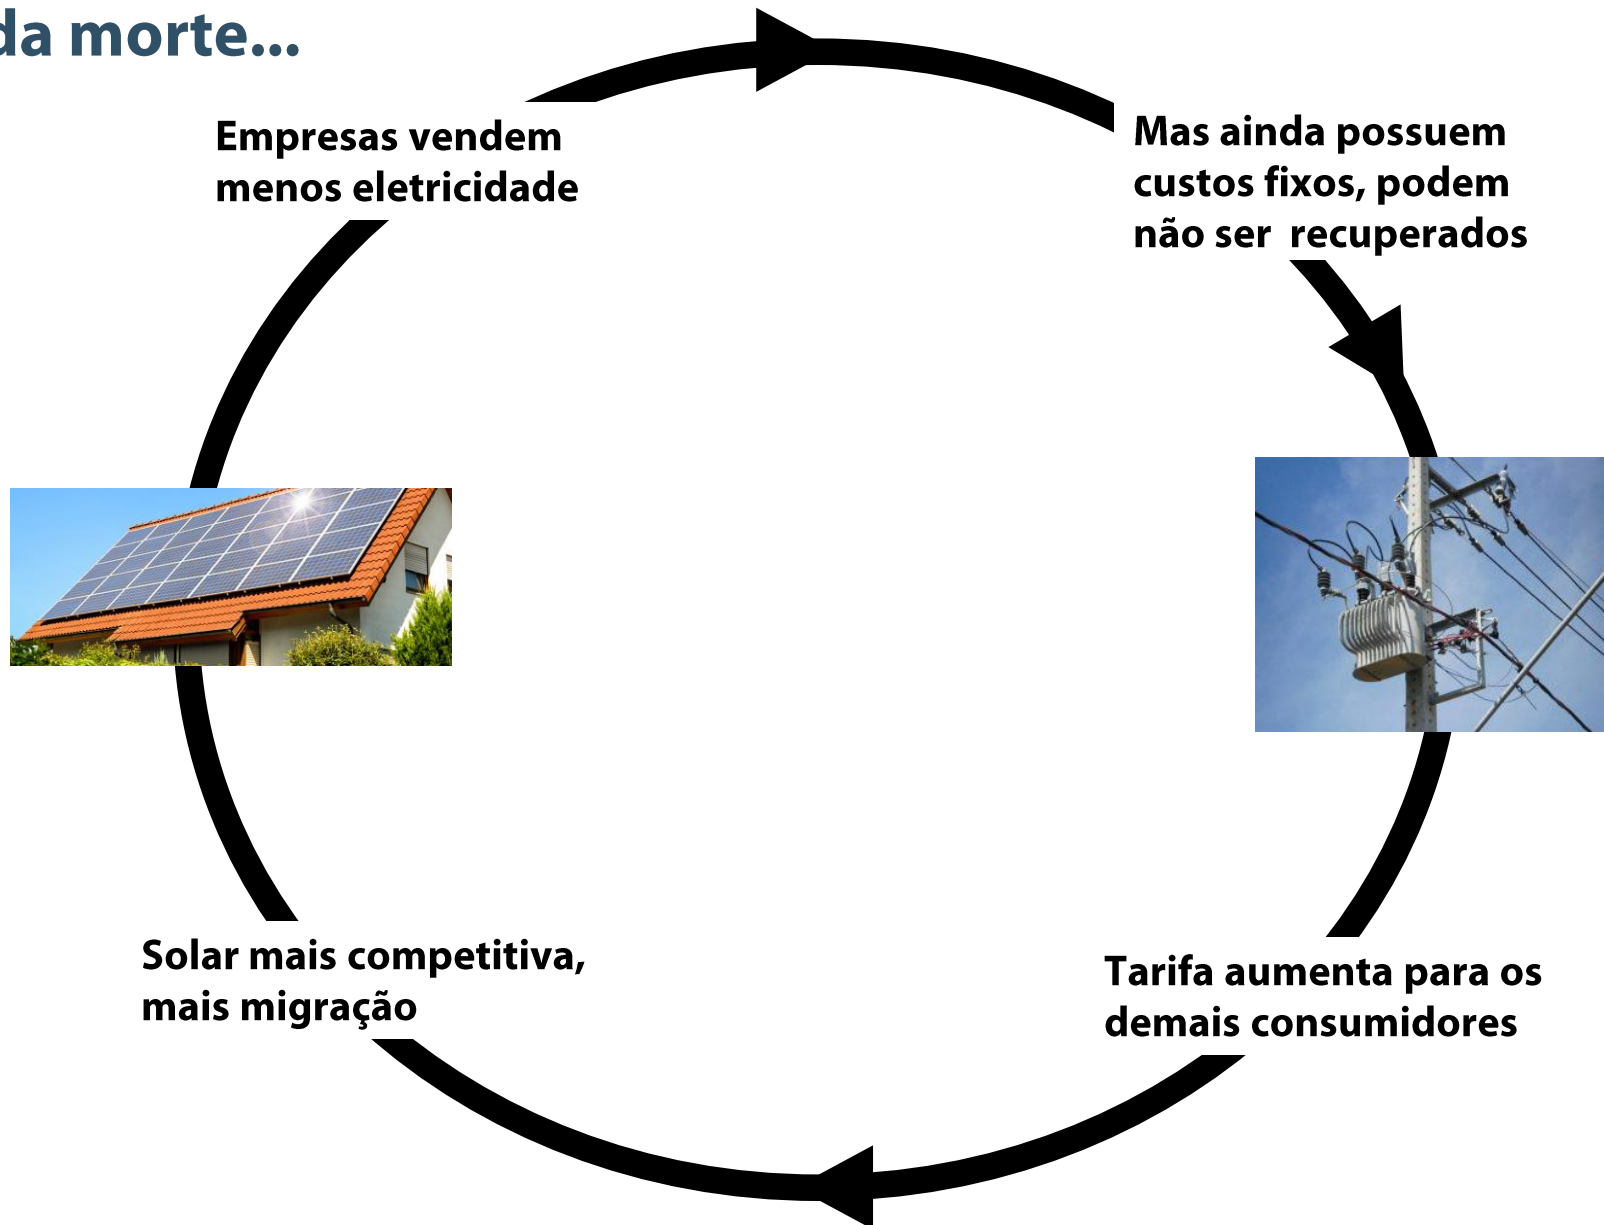 da morte...
Empresas vendem
menos eletricidade
Mas ainda possuem
custos fixos, podem
não ser  recuperados
Solar mais competitiva,
mais migração
Tarifa aumenta para os
demais consumidores